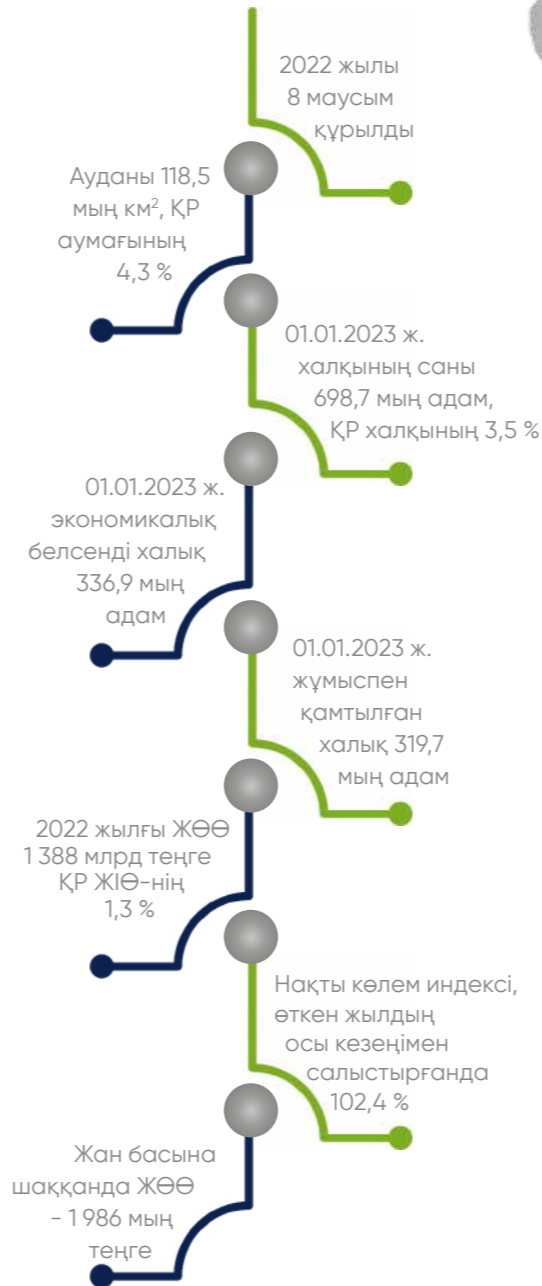 2022 жылы
8 маусым
құрылды
Ауданы 118,5
мың км², ҚР
аумағының
4,3 %
01.01.2023 ж.
халқының саны
698,7 мың адам,
ҚР халқының 3,5 %
01.01.2023 ж.
экономикалық
белсенді халық
336,9 мың
адам
01.01.2023 ж.
жұмыспен
қамтылған
халық 319,7
мың адам
2022 жылғы ЖӨӨ
1 388 млрд теңге
ҚР ЖІӨ-нің
1,3 %
Нақты көлем индексі,
өткен жылдың
осы кезеңімен
салыстырғанда
102,4 %
Жан басына
шаққанда ЖӨӨ
- 1 986 мың
теңге